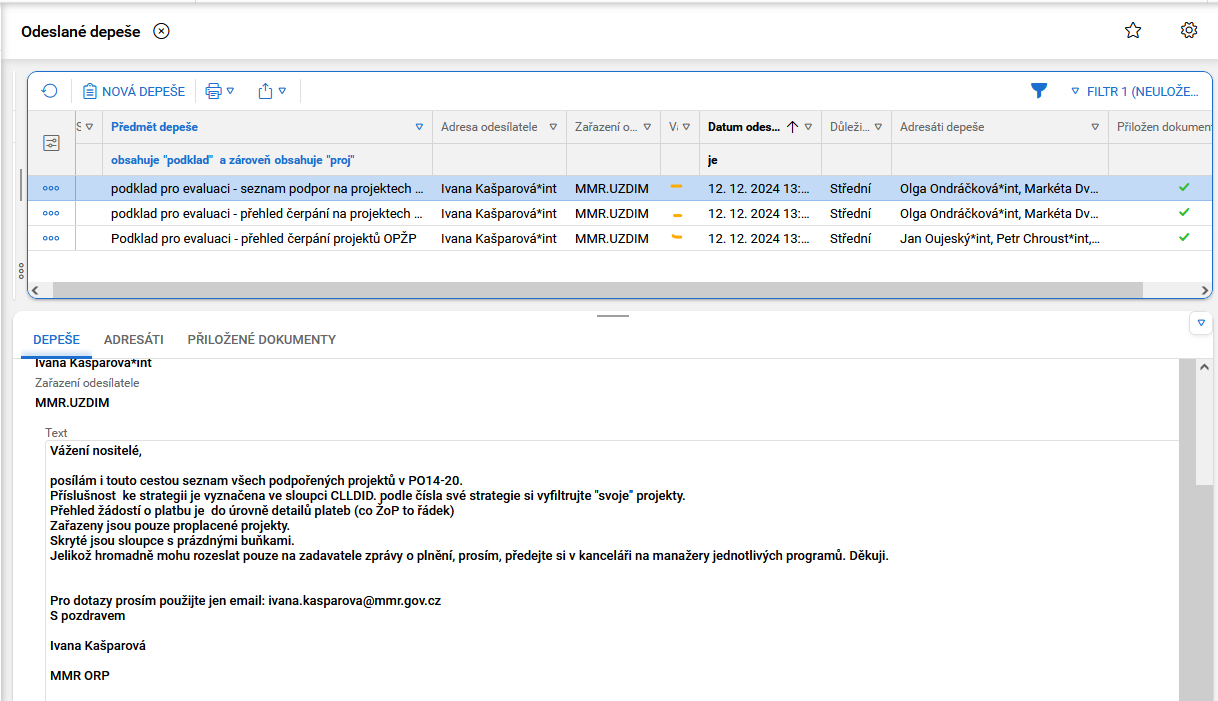 Odeslané depeše
NOVÁ DEPEŠE
FILTR 1 (NEULOŽE...
S Předmět depeše Adresa odesílatele Zařazení o... V. Datum odes... Důleži... Adresáti depeše Přiložen dokument
obsahuje "podklad" a zároveň obsahuje "proj" je
podklad pro evaluaci - seznam podpor na projektech ... Ivana Kašparová*int MMR.UZDIM 12. 12. 2024 13:... Střední Olga Ondráčková*int, Markéta Dv...
podklad pro evaluaci - přehled čerpání na projektech ... Ivana Kašparová*int MMR.UZDIM 12. 12. 2024 13:... Střední Olga Ondráčková*int, Markéta Dv...
Podklad pro evaluaci - přehled čerpání projektů OPŽP Ivana Kašparová*int MMR.UZDIM 12. 12. 2024 13:... Střední Jan Oujeský*int, Petr Chroust*int,...
DEPEŠE ADRESÁTI PŘILOŽENÉ DOKUMENTY
Ivana Kašparová*int
Zařazení odesílatele
MMR.UZDIM
Text
Vážení nositelé,
posílám i touto cestou seznam všech podpořených projektů v PO14-20.
Příslušnost ke strategii je vyznačena ve sloupci CLLDID. podle čísla své strategie si vyfiltrujte "svoje" projekty.
Přehled žádostí o platbu je do úrovně detailů plateb (co ŽoP to řádek)
Zařazeny jsou pouze proplacené projekty.
Skryté jsou sloupce s prázdnými buňkami.
Jelikož hromadně mohu rozeslat pouze na zadavatele zprávy o plnění, prosím, předejte si v kanceláři na manažery jednotlivých programů. Děkuji.
Pro dotazy prosím použijte jen email: ivana.kasparova@mmr.gov.cz
S pozdravem
Ivana Kašparová
MMR ORP